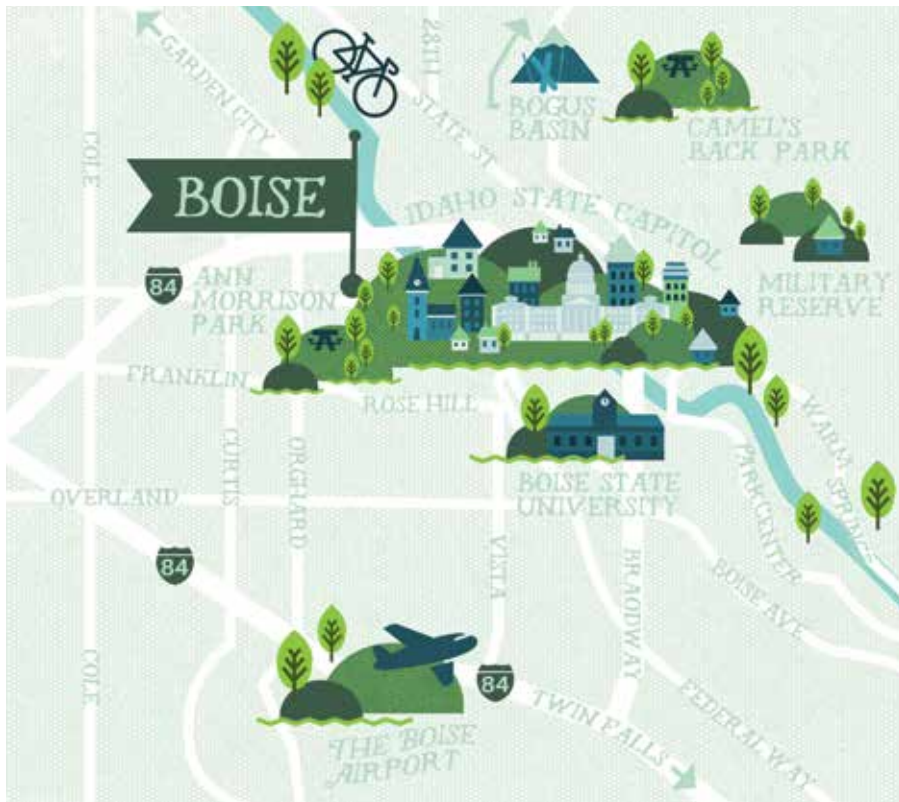 GARDEN CITY
28TH
STATE ST
BOGUS
BASIN
CAMEL'S
BACK PARK
COLE
BOISE
IDAHO STATE CAPITOL
MILITARY
RESERVE
84
ANN
MORRISON
PARK
FRANKLIN
ROSE HILL
WARM SPRINGS
PARKCENTER
CURTIS
ORGHARD
OVERLAND
BOISE STATE
UNIVERSITY
VISTA
BRAODWAY
BOISE AVE
84
COLE
84
TWIN FALLS
FEDERAL WAY
THE BOISE
AIRPORT